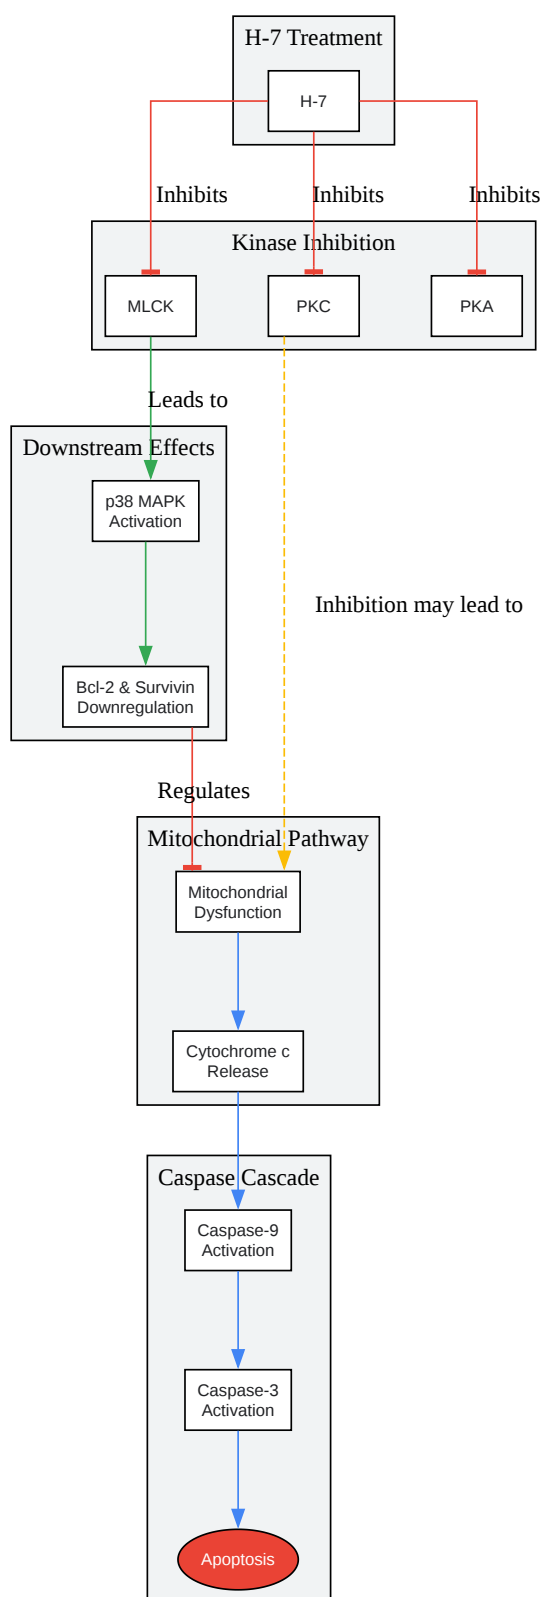 H-7 Treatment
H-7
Inhibits
Inhibits
Inhibits
Kinase Inhibition
MLCK
PKC
PKA
Leads to
Downstream Effects
p38 MAPK
Activation
Inhibition may lead to
Bcl-2 & Survivin
Downregulation
Regulates
Mitochondrial Pathway
Mitochondrial
Dysfunction
Cytochrome c
Release
Caspase Cascade
Caspase-9
Activation
Caspase-3
Activation
Apoptosis